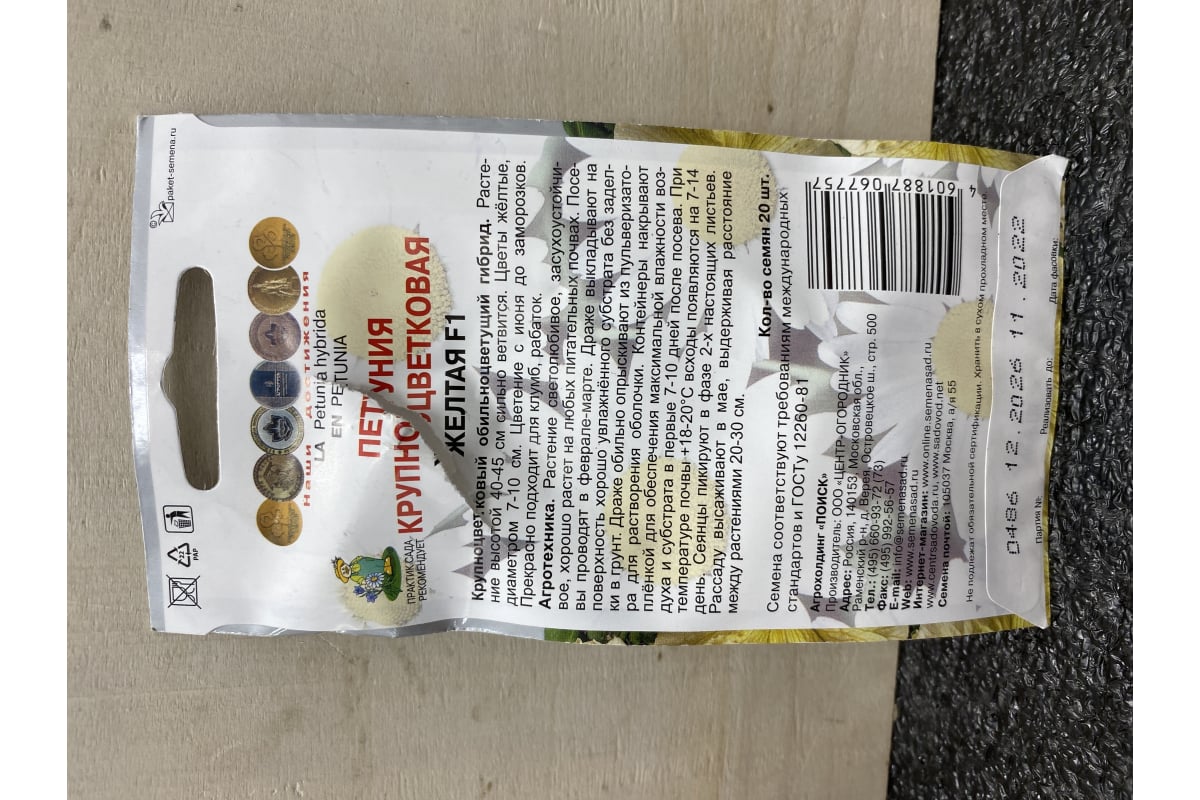 © paket-semena.ru
22 PAP
Наши достижения
LA Petunia hybrida
EN PETUNIA
ПЕТУНИЯ
КРУПНОЦВЕТКОВАЯ
ЖЕЛТАЯ F1
ПРАКТИК САДА
РЕКОМЕНДУЕТ
Крупноцветковый обильноцветущий гибрид. Расте-
ние высотой 40-45 см сильно ветвится. Цветы жёлтые,
диаметром 7-10 см. Цветение с июня до заморозков.
Прекрасно подходит для клумб, рабаток.
Агротехника. Растение светолюбивое, засухоустойчи-
вое, хорошо растет на любых питательных почвах. Посе-
вы проводят в феврале-марте. Драже выкладывают на
поверхность хорошо увлажнённого субстрата без задел-
ки в грунт. Драже обильно опрыскивают из пульверизато-
ра для растворения оболочки. Контейнеры накрывают
плёнкой для обеспечения максимальной влажности воз-
духа и субстрата в первые 7-10 дней после посева. При
температуре почвы +18-20°С всходы появляются на 7-14
день. Сеянцы пикируют в фазе 2-х настоящих листьев.
Рассаду высаживают в мае, выдерживая расстояние
между растениями 20-30 см.
Кол-во семян 20 шт.
Семена соответствуют требованиям международных
стандартов и ГОСТу 12260-81
Агрохолдинг «ПОИСК»
Производитель: ООО «ЦЕНТР-ОГОРОДНИК»
Адрес: Россия, 140153, Московская обл.,
Раменский р-н, д. Верея, Островецкое ш., стр. 500
Тел.: (495) 660-93-72 (73)
Факс: (495) 992-56-57
E-mail: info@semenasad.ru
Web: www.semenasad.ru
Интернет-магазин: www.online.semenasad.ru
www.centrsadovoda.ru, www.sadovod.net
Семена почтой: 105037 Москва, а/я 55
4 601887 067757
Не подлежат обязательной сертификации. Хранить в сухом прохладном месте.
0486 12.2026 11.2022
Партия №: Реализовать до: Дата фасовки: